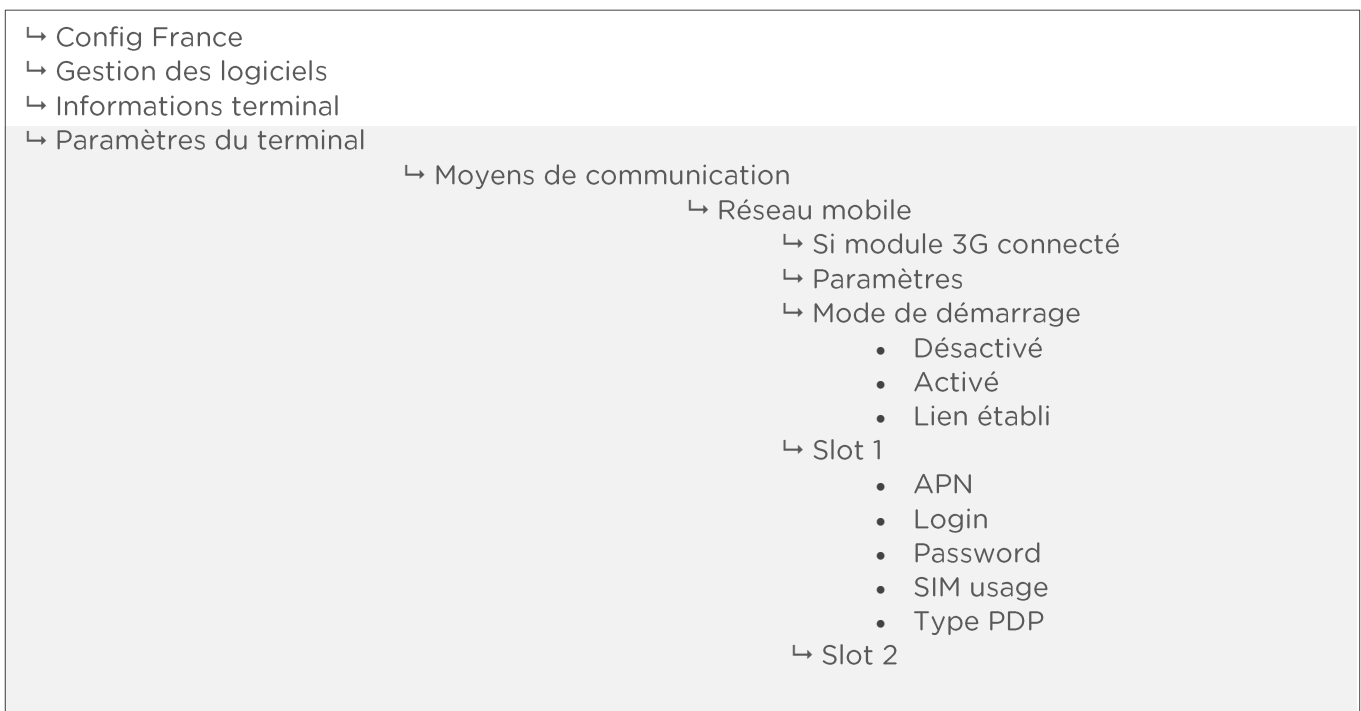 ↳ Config France
↳ Gestion des logiciels
↳ Informations terminal
↳ Paramètres du terminal
↳ Moyens de communication
↳ Réseau mobile
↳ Si module 3G connecté
↳ Paramètres
↳ Mode de démarrage
• Désactivé
• Activé
• Lien établi
↳ Slot 1
• APN
• Login
• Password
• SIM usage
• Type PDP
↳ Slot 2